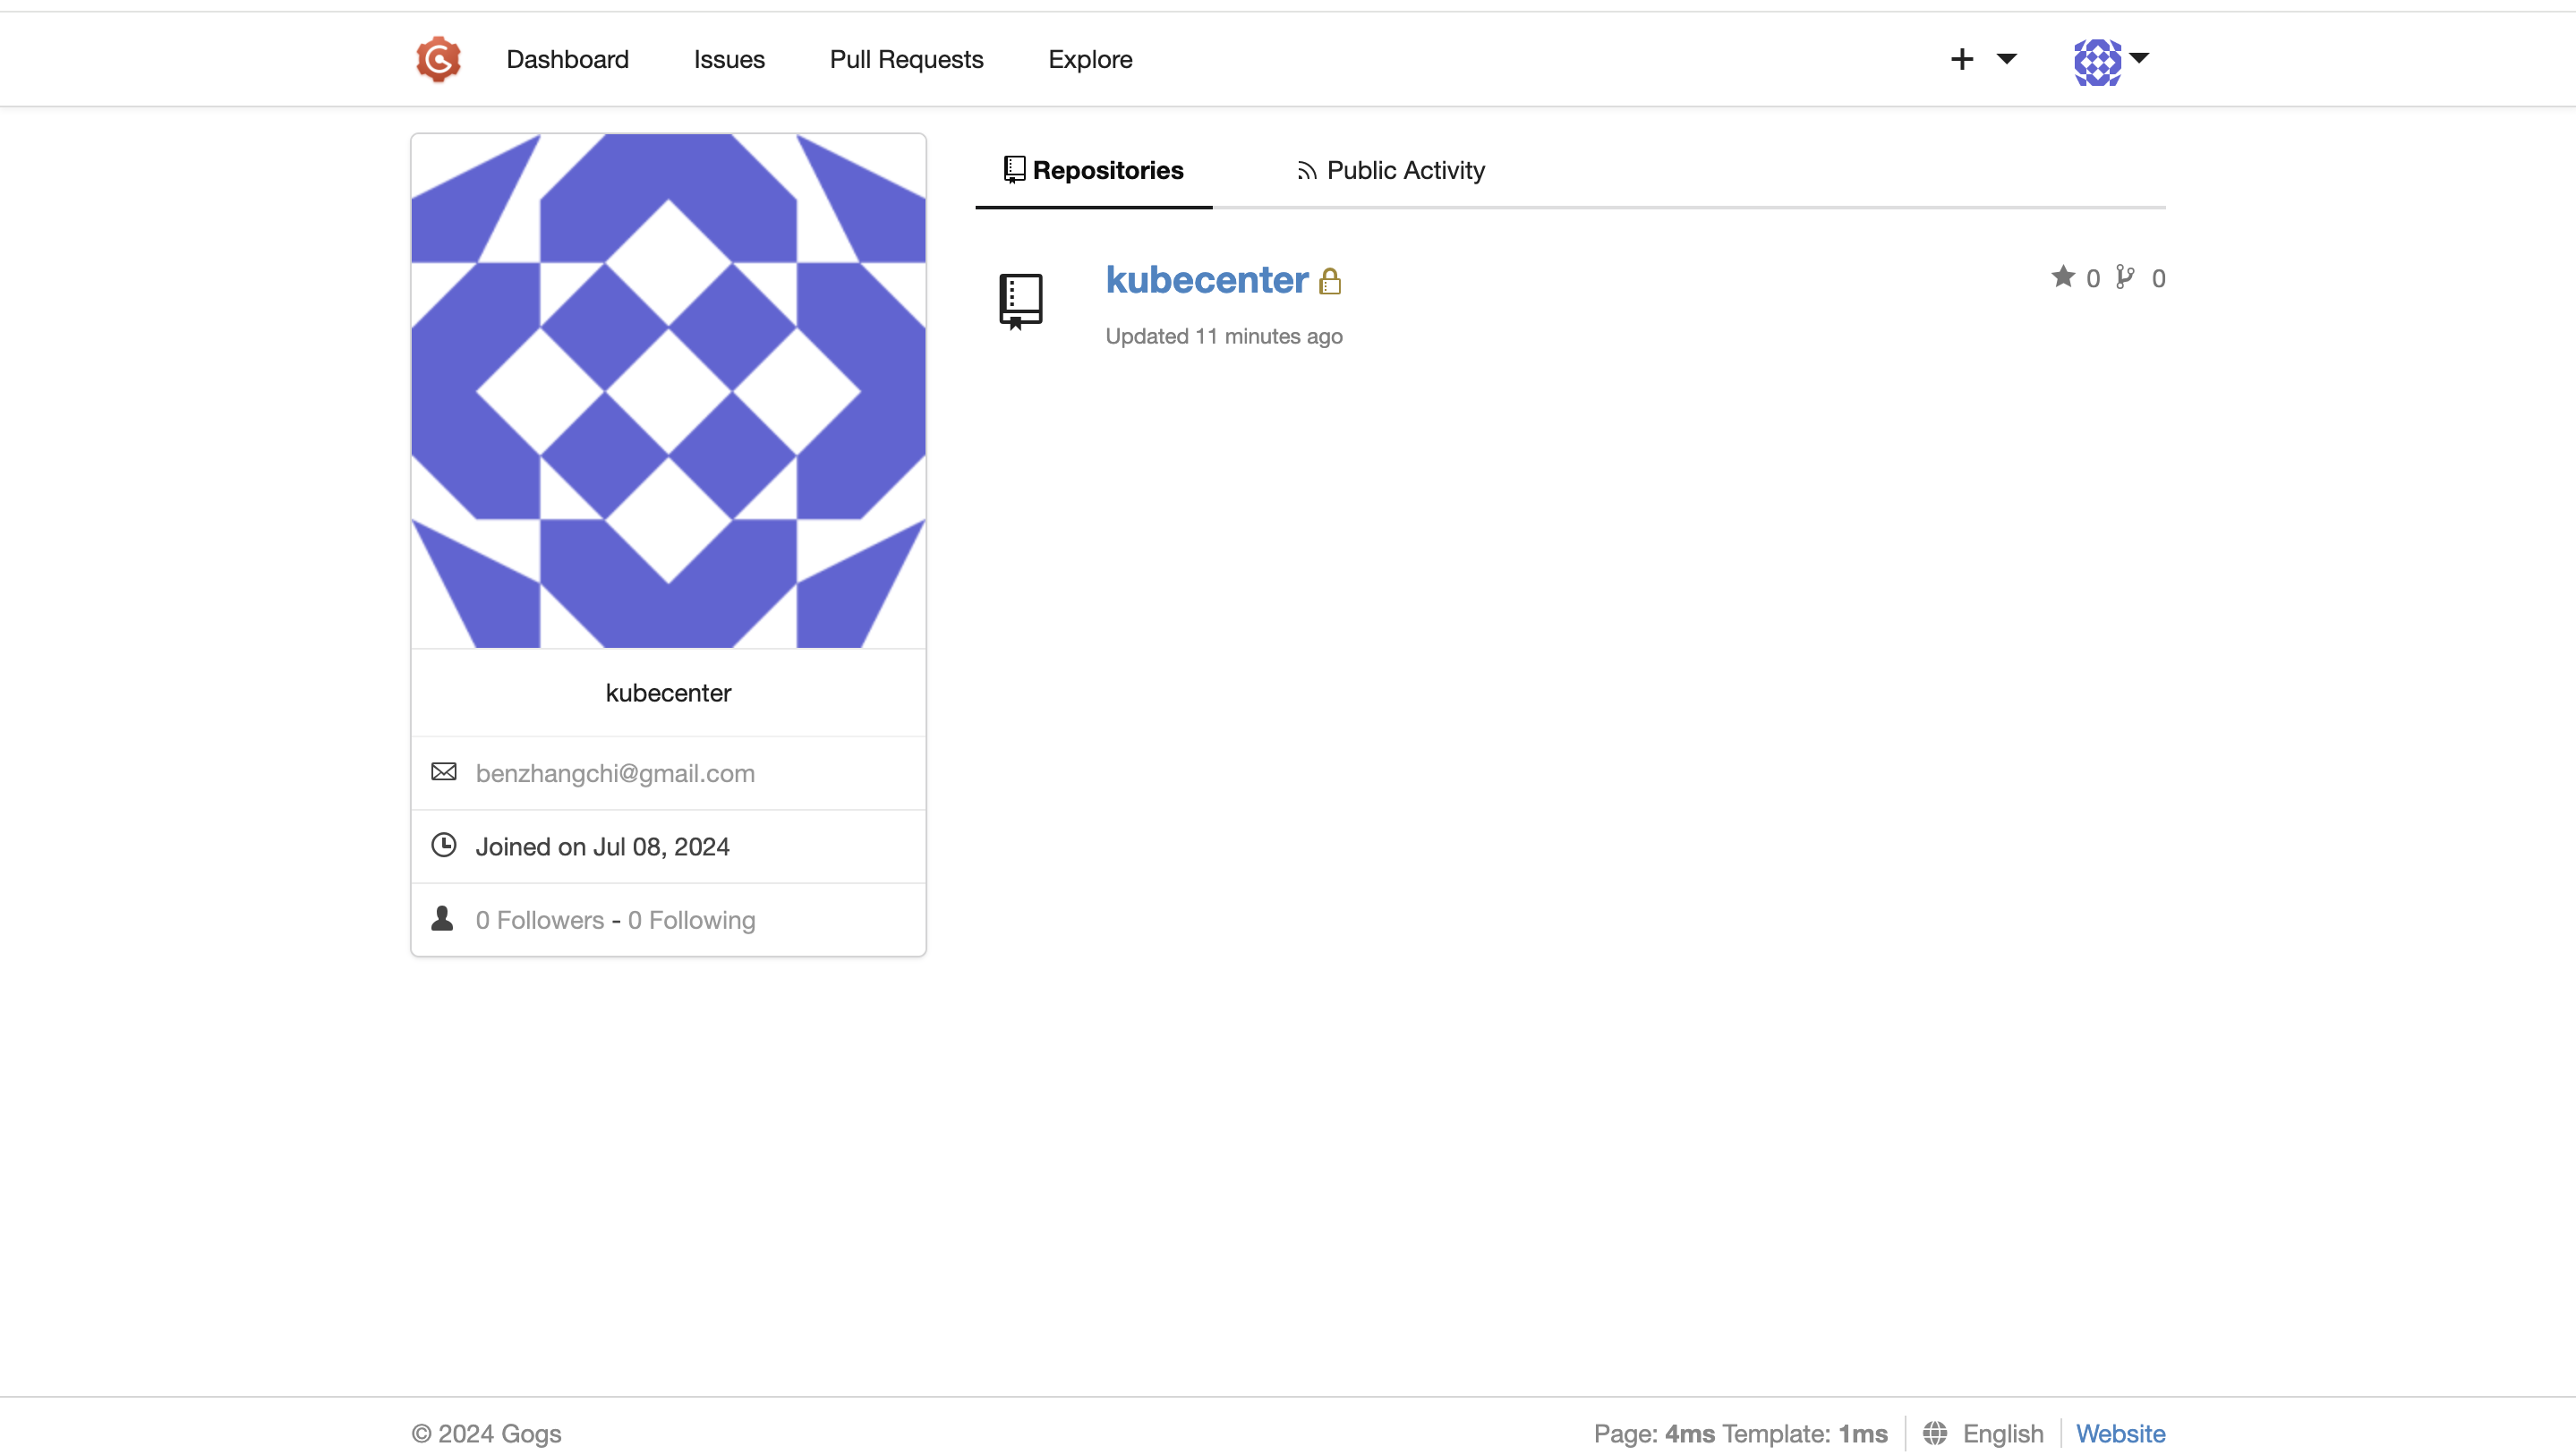 Dashboard Issues Pull Requests Explore
Repositories Public Activity
kubecenter 0 0
Updated 11 minutes ago
kubecenter
benzhangchi@gmail.com
Joined on Jul 08, 2024
0 Followers - 0 Following
© 2024 Gogs Page: 4ms Template: 1ms English Website